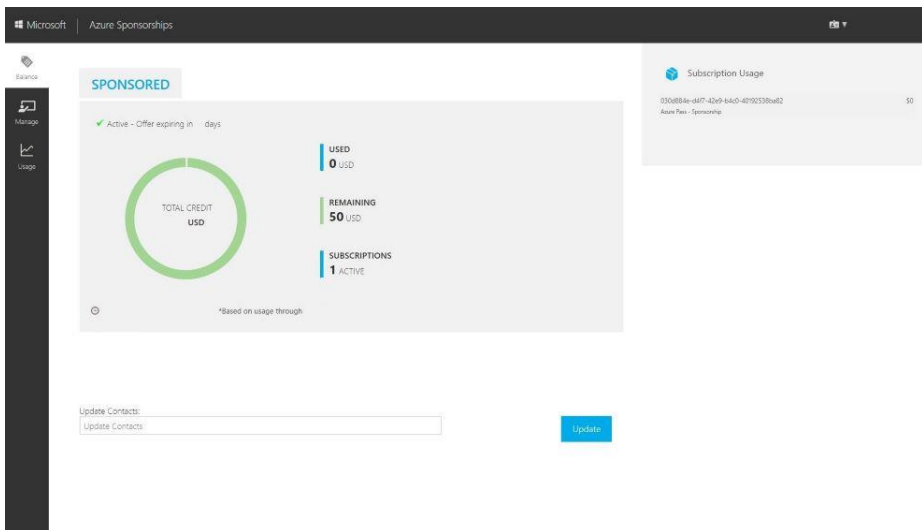 Microsoft
Azure Sponsorships
Balance
Manage
Usage
SPONSORED
Active - Offer expiring in days
TOTAL CREDIT
USD
USED
0 USD
REMAINING
50 USD
SUBSCRIPTIONS
1 ACTIVE
*Based on usage through
Update Contacts:
Update Contacts
Update
Subscription Usage
$0
Azure Pass - Sponsorship